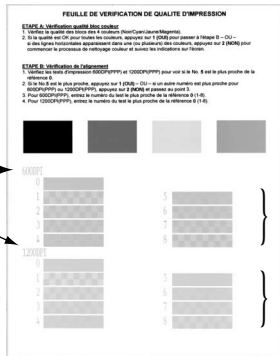 FEUILLE DE VERIFICATION DE QUALITE D'IMPRESSION
ETAPE A: Vérification qualité bloc couleur
1. Vérifiez la qualité des blocs des 4 couleurs (Noir/Cyan/Jaune/Magenta).
2. Si la qualité est OK pour toutes les couleurs, appuyez sur 1 (OUI) pour passer à l'étape B – OU –
si des lignes horizontales apparaissent dans une (ou plusieurs) des couleurs, appuyez sur 2 (NON) pour
commencer le processus de nettoyage couleur et suivez les indications sur l'écran.
ETAPE B: Vérification de l'alignement
1. Vérifiez les tests d'impression 600DPI(PPP) et 1200DPI(PPP) pour voir si le No. 5 est le plus proche de la
référence 0.
2. Si le No. 5 est le plus proche, appuyez sur 1 (OUI) – OU – si un autre numéro est plus proche pour
600DPI(PPP) ou 1200DPI(PPP), appuyez sur 2 (NON) et passez au point 3.
3. Pour 600DPI(PPP), entrez le numéro du test le plus proche de la référence 0 (1-8).
4. Pour 1200DPI(PPP), entrez le numéro du test le plus proche de la référence 0 (1-8).
600DPI
0
1 5
2 6
3 7
4 8
1200DPI
0
1 5
2 6
3 7
4 8